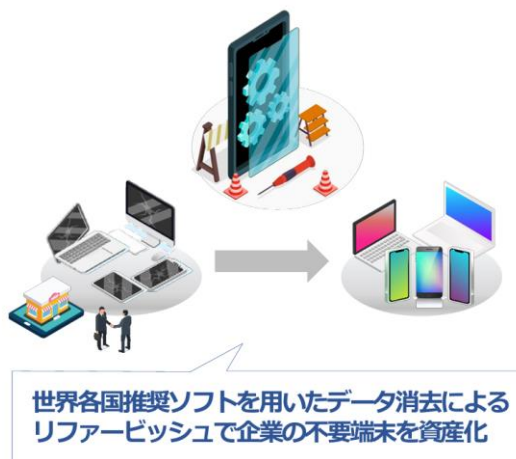 世界各国推奨ソフトを用いたデータ消去による
リファービッシュで企業の不要端末を資産化